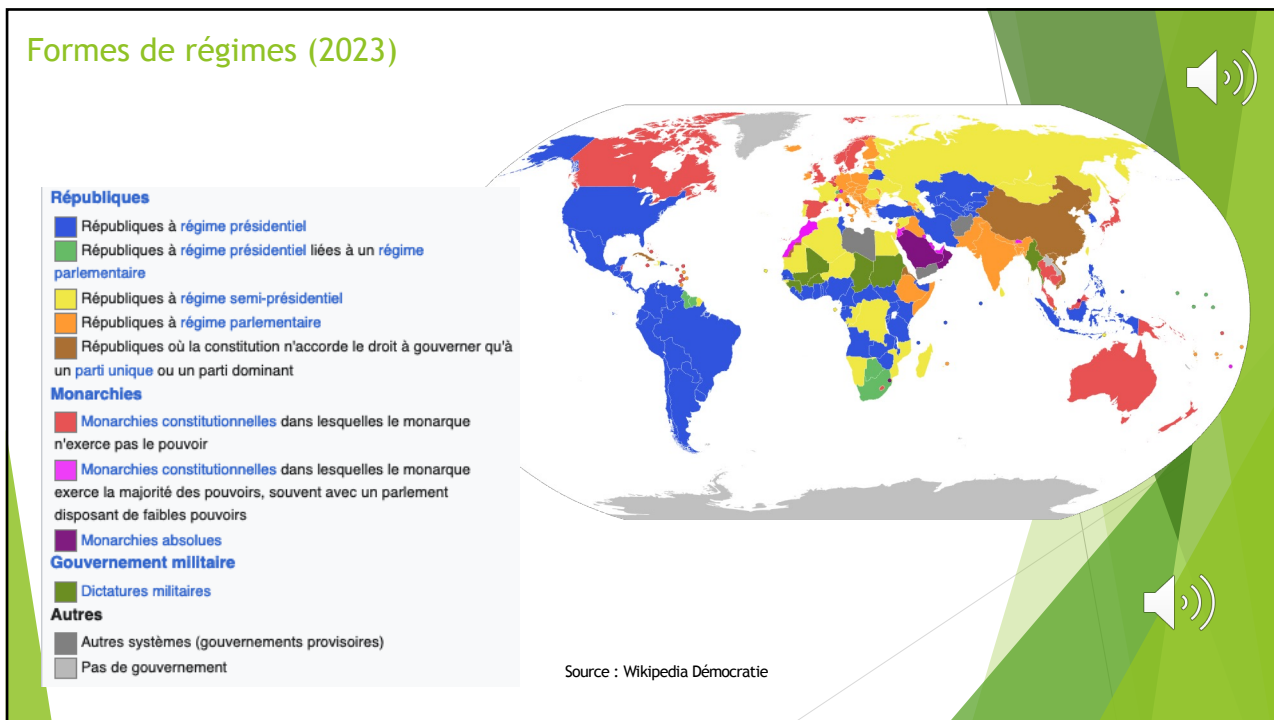 Formes de régimes (2023)
Républiques
Républiques à régime présidentiel
Républiques à régime présidentiel liées à un régime
parlementaire
Républiques à régime semi-présidentiel
Républiques à régime parlementaire
Républiques où la constitution n'accorde le droit à gouverner qu'à
un parti unique ou un parti dominant
Monarchies
Monarchies constitutionnelles dans lesquelles le monarque
n'exerce pas le pouvoir
Monarchies constitutionnelles dans lesquelles le monarque
exerce la majorité des pouvoirs, souvent avec un parlement
disposant de faibles pouvoirs
Monarchies absolues
Gouvernement militaire
Dictatures militaires
Autres
Autres systèmes (gouvernements provisoires)
Pas de gouvernement
Source : Wikipedia Démocratie